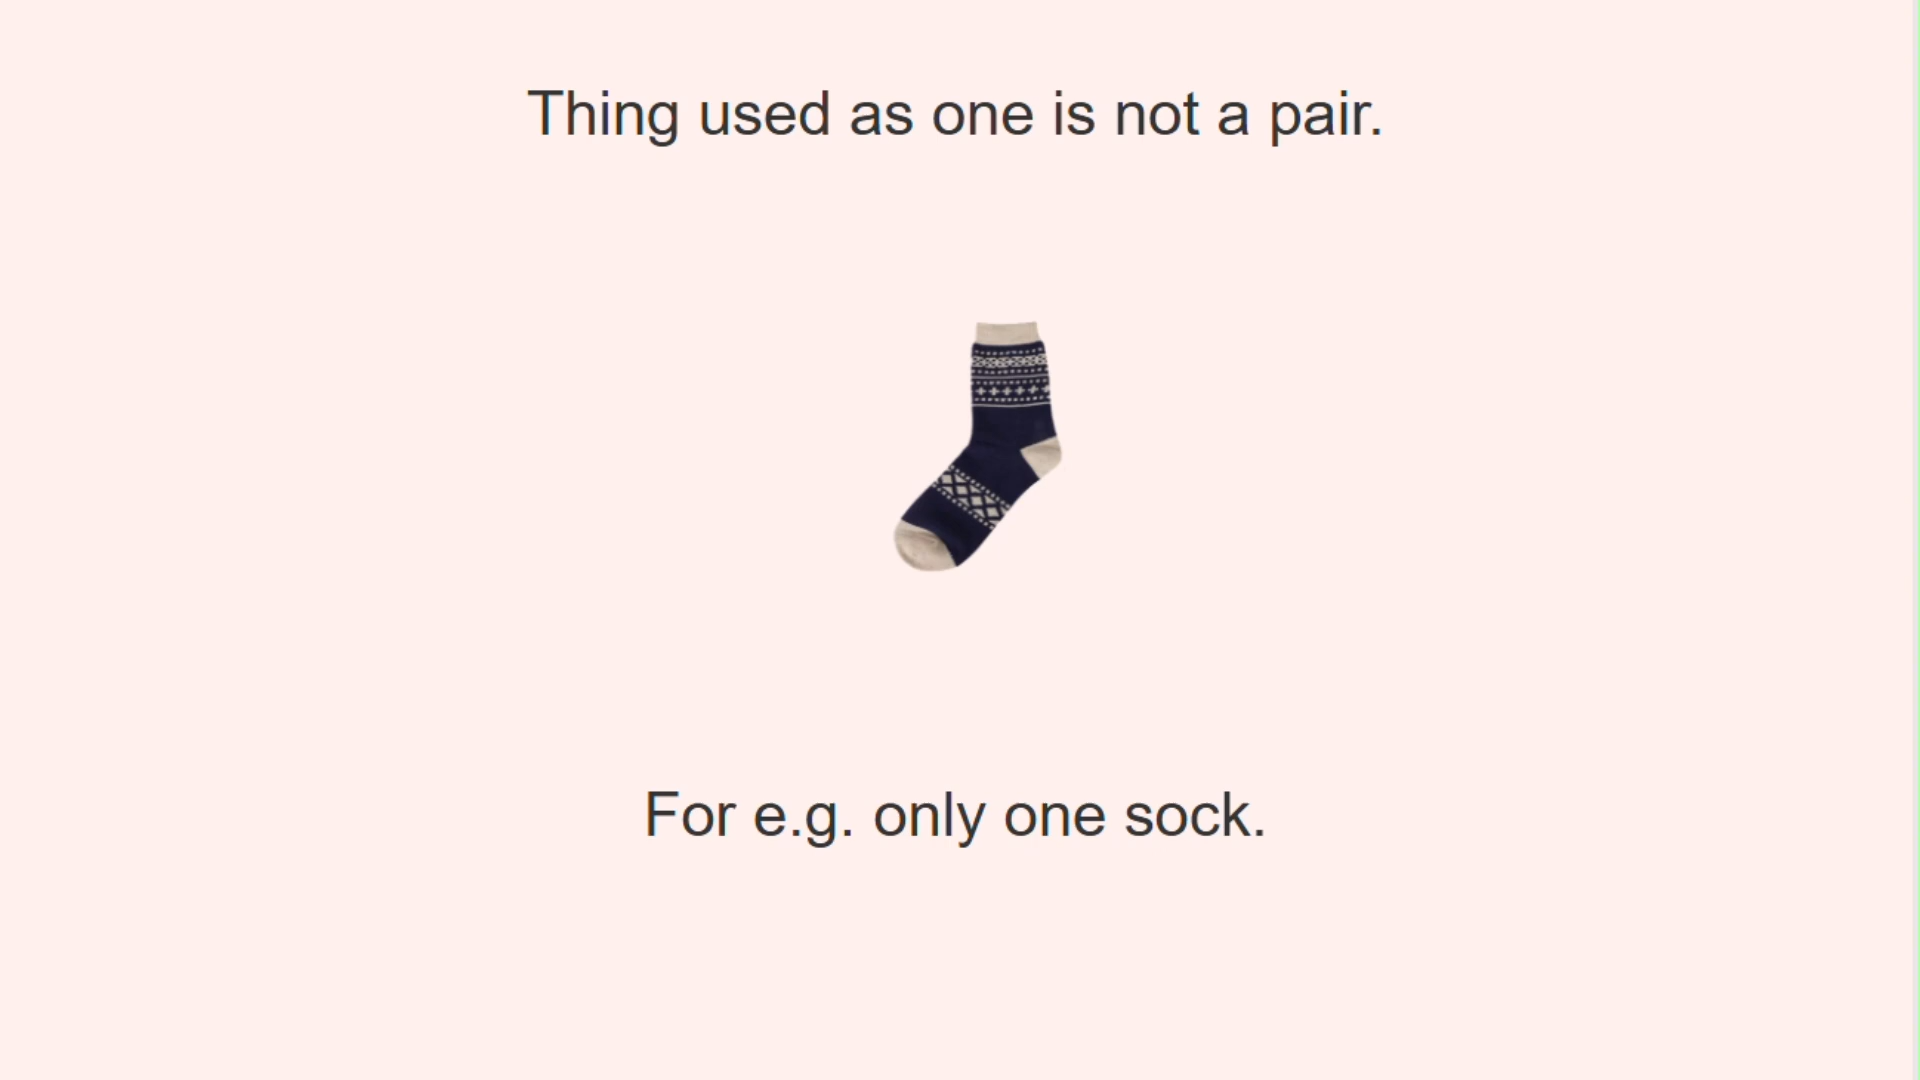 Thing used as one is not a pair.
For e.g. only one sock.